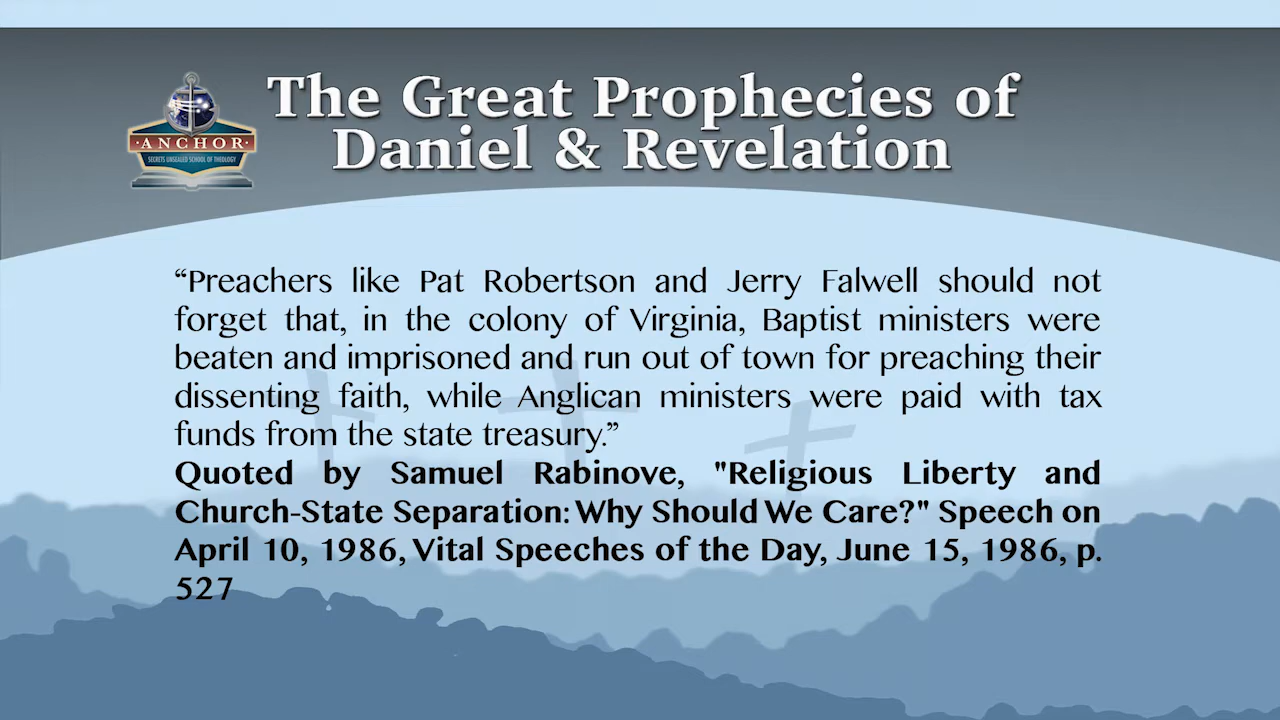 The Great Prophecies of
Daniel & Revelation
·ANCHOR·
SECRETS UNSEALED SCHOOL OF THEOLOGY
“Preachers like Pat Robertson and Jerry Falwell should not
forget that, in the colony of Virginia, Baptist ministers were
beaten and imprisoned and run out of town for preaching their
dissenting faith, while Anglican ministers were paid with tax
funds from the state treasury.”
Quoted by Samuel Rabinove, "Religious Liberty and
Church-State Separation: Why Should We Care?" Speech on
April 10, 1986, Vital Speeches of the Day, June 15, 1986, p.
527